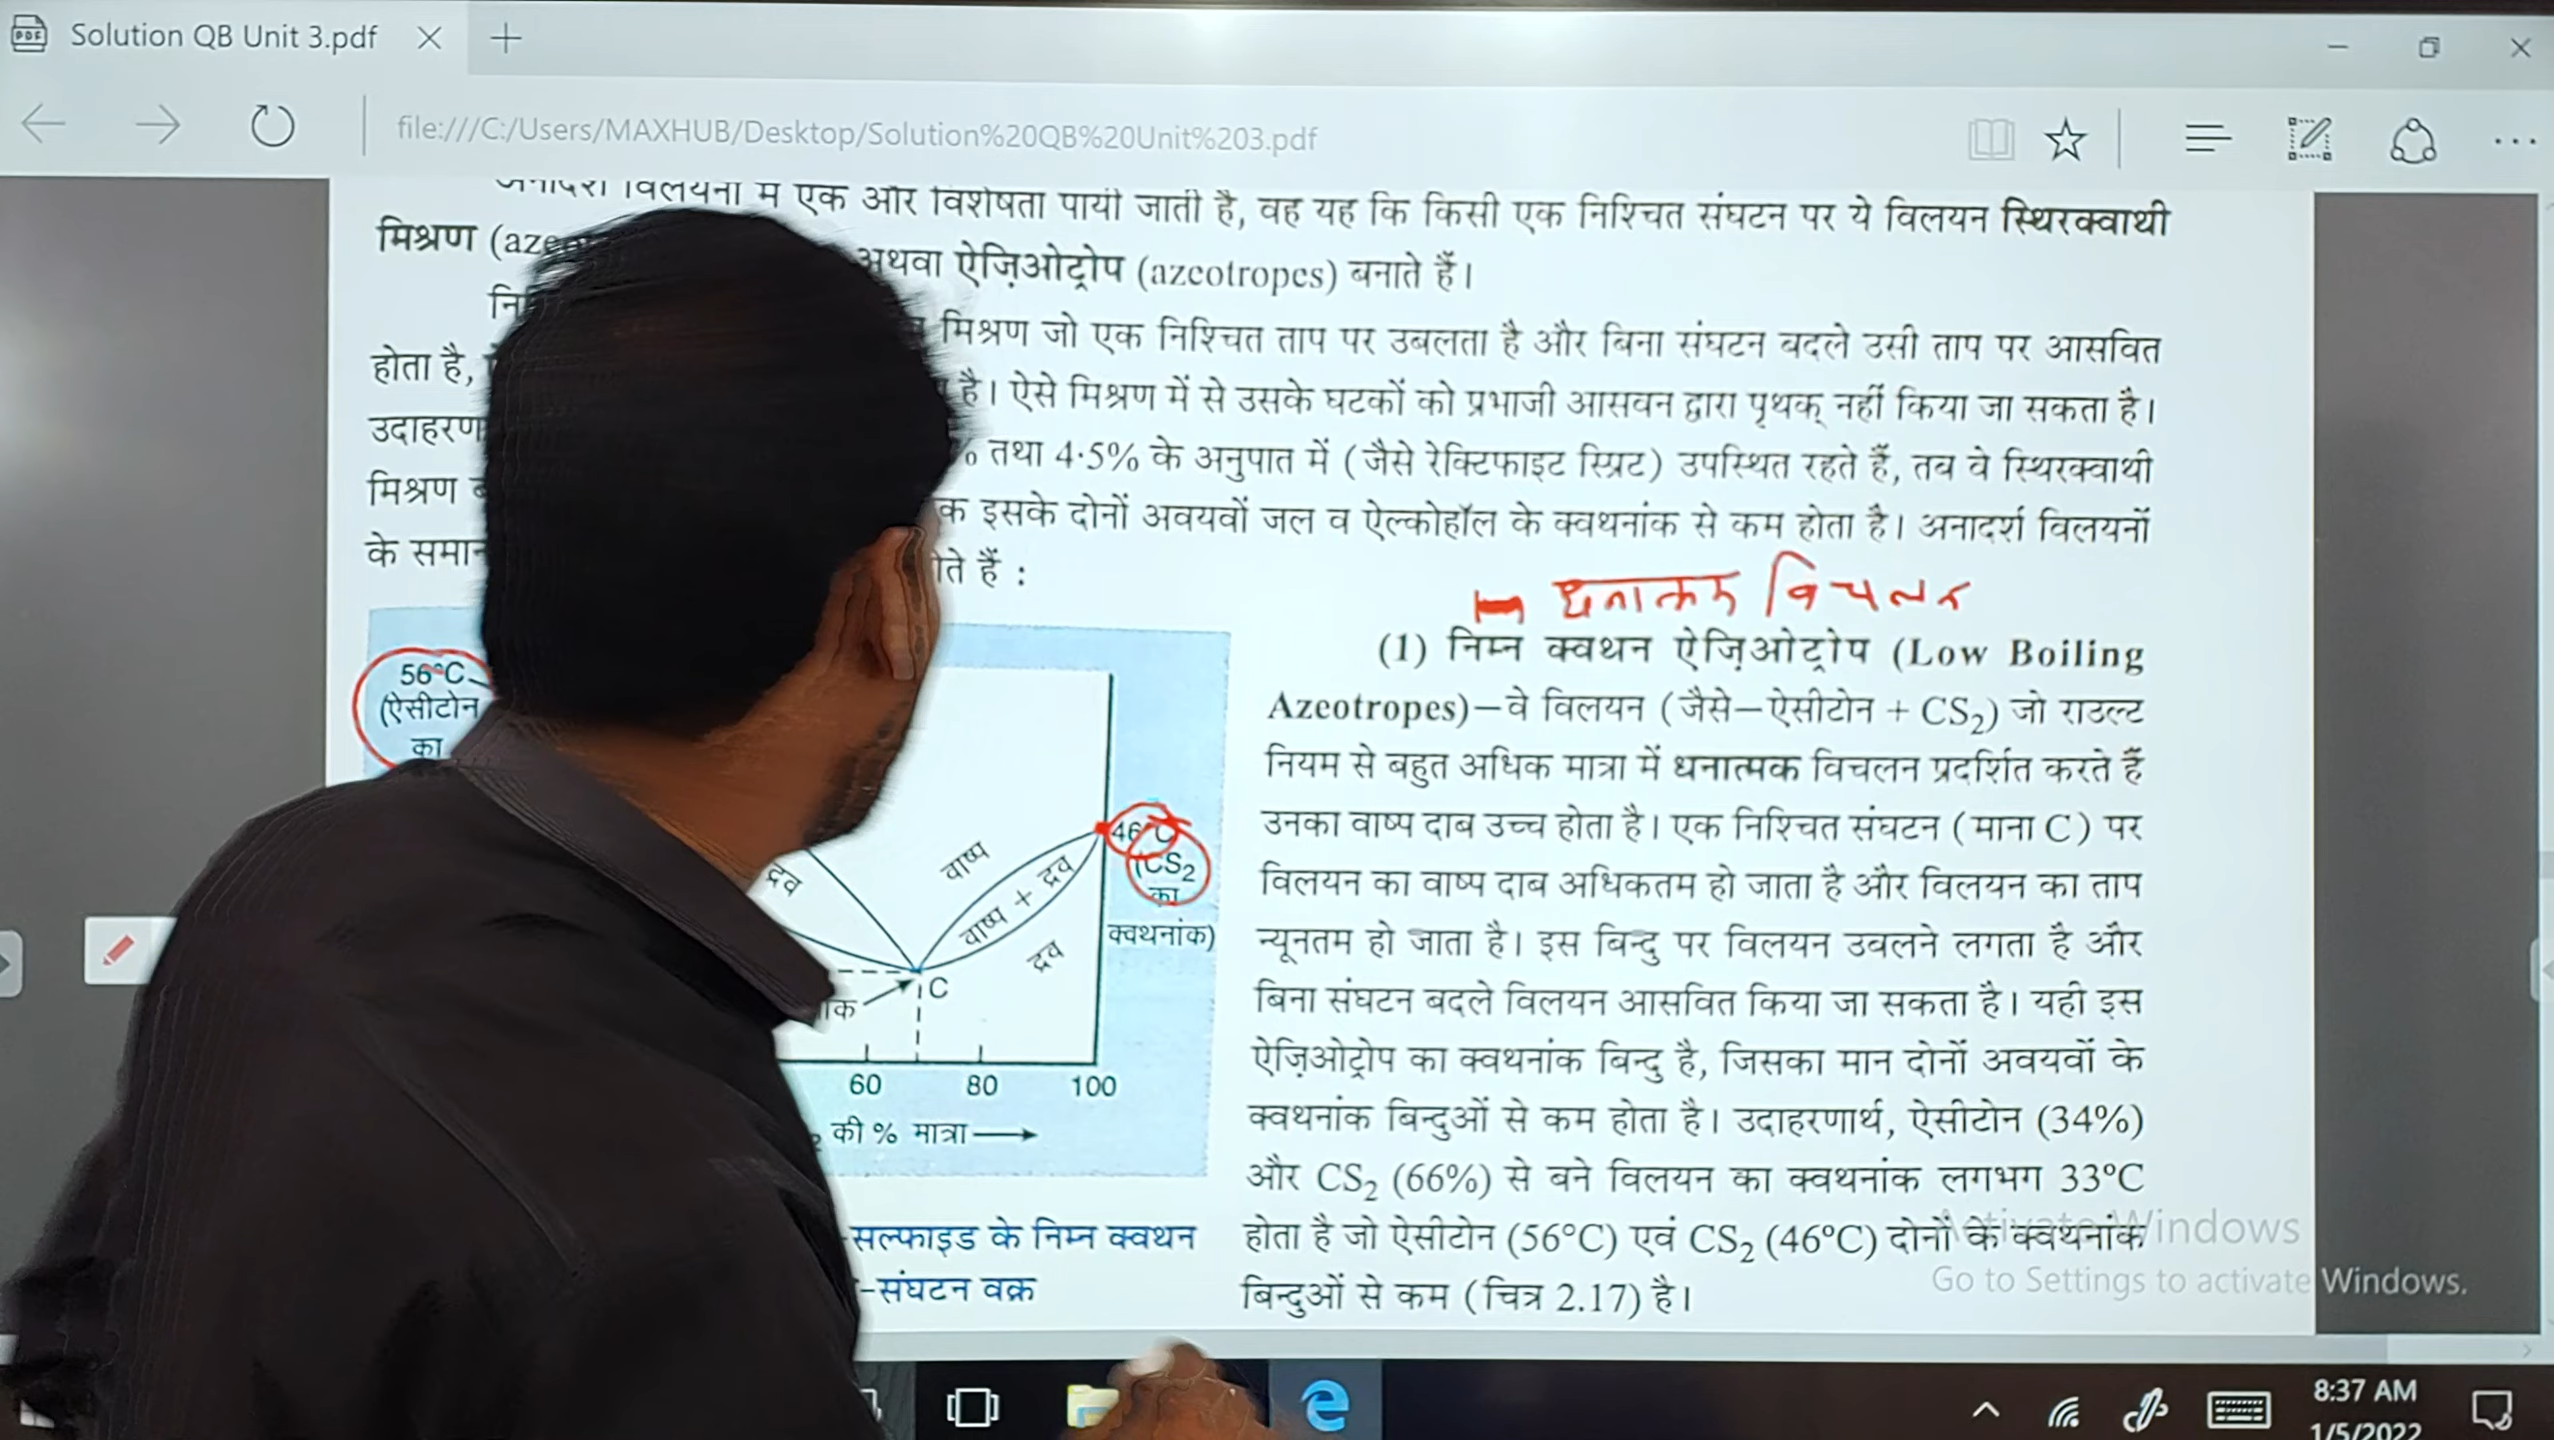 Solution QB Unit 3.pdf
file:///C:/Users/MAXHUB/Desktop/Solution%20QB%20Unit%203.pdf
विलयनों में एक और विशेषता पायी जाती है, वह यह कि किसी एक निश्चित संघटन पर ये विलयन स्थिरक्वाथी
मिश्रण अथवा ऐज़िओट्रोप (azeotropes) बनाते हैं।
मिश्रण जो एक निश्चित ताप पर उबलता है और बिना संघटन बदले उसी ताप पर आसवित
होता है, है। ऐसे मिश्रण में से उसके घटकों को प्रभाजी आसवन द्वारा पृथक् नहीं किया जा सकता है।
तथा 4·5% के अनुपात में (जैसे रेक्टिफाइट स्प्रिट) उपस्थित रहते हैं, तब वे स्थिरक्वाथी
मिश्रण इसके दोनों अवयवों जल व ऐल्कोहॉल के क्वथनांक से कम होता है। अनादर्श विलयनों
के हैं :
विचलन
(1) निम्न क्वथन ऐज़िओट्रोप (Low Boiling
Azeotropes)—वे विलयन (जैसे—ऐसीटोन + CS₂) जो राउल्ट
नियम से बहुत अधिक मात्रा में धनात्मक विचलन प्रदर्शित करते हैं
उनका वाष्प दाब उच्च होता है। एक निश्चित संघटन (माना C) पर
विलयन का वाष्प दाब अधिकतम हो जाता है और विलयन का ताप
न्यूनतम हो जाता है। इस बिन्दु पर विलयन उबलने लगता है और
बिना संघटन बदले विलयन आसवित किया जा सकता है। यही इस
ऐज़िओट्रोप का क्वथनांक बिन्दु है, जिसका मान दोनों अवयवों के
क्वथनांक बिन्दुओं से कम होता है। उदाहरणार्थ, ऐसीटोन (34%)
और CS₂ (66%) से बने विलयन का क्वथनांक लगभग 33°C
होता है जो ऐसीटोन (56°C) एवं CS₂ (46°C) दोनों के क्वथनांक
बिन्दुओं से कम (चित्र 2.17) है।
56°C
(ऐसीटोन
का
वाष्प
वाष्प + द्रव
द्रव
द्रव
46°C
(CS₂
का
क्वथनांक)
C
60 80 100
की % मात्रा
सल्फाइड के निम्न क्वथन
-संघटन वक्र
Activate Windows
Go to Settings to activate Windows.
8:37 AM
1/5/2022